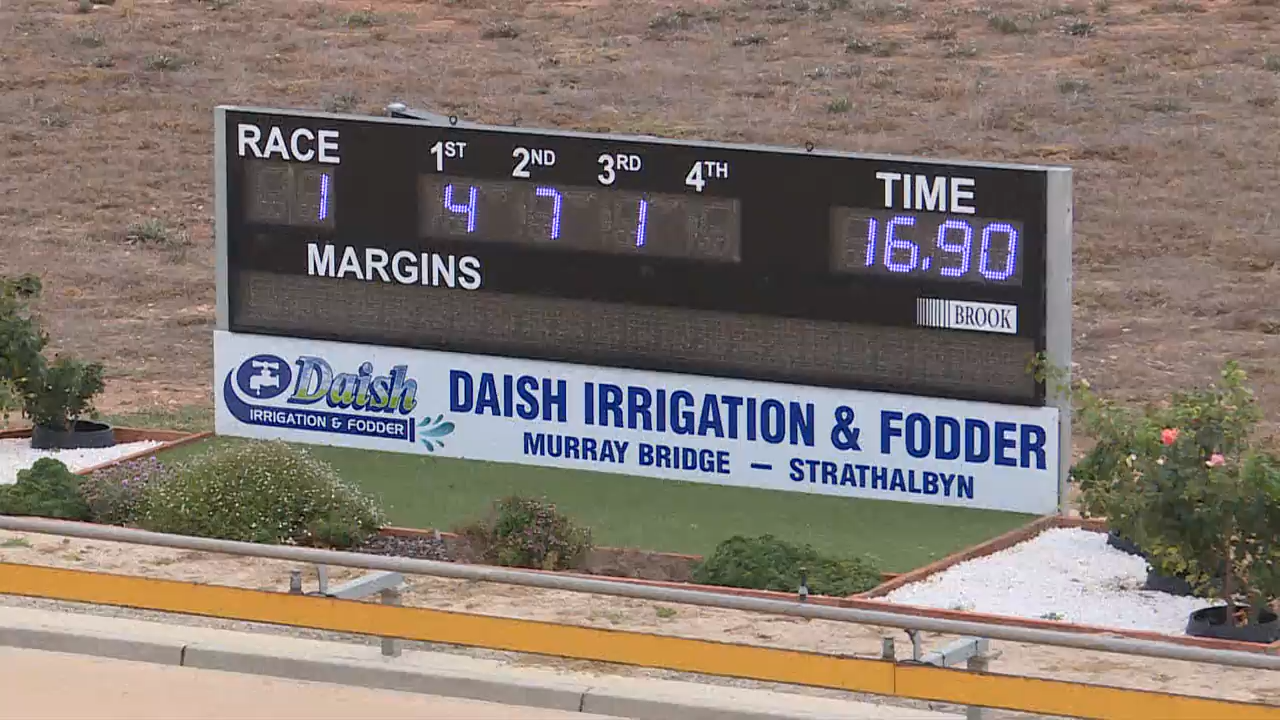 RACE 1ST 2ND 3RD 4TH TIME
1 4 7 1 16.90
MARGINS
BROOK
Daish
IRRIGATION & FODDER
DAISH IRRIGATION & FODDER
MURRAY BRIDGE – STRATHALBYN